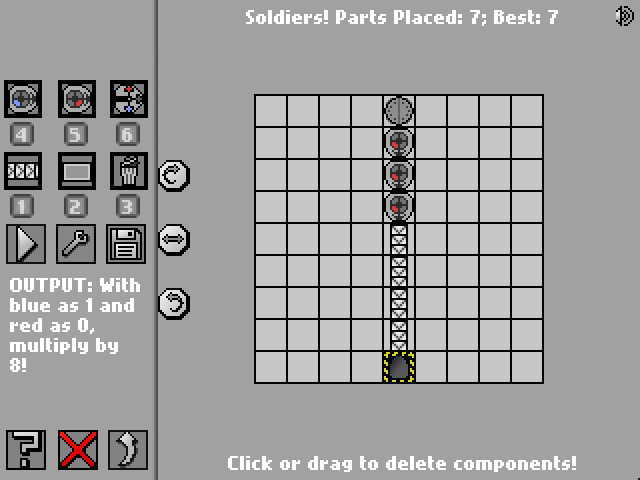 Soldiers! Parts Placed: 7; Best: 7
4 5 6
1 2 3
OUTPUT: With
blue as 1 and
red as 0,
multiply by
8!
?
Click or drag to delete components!